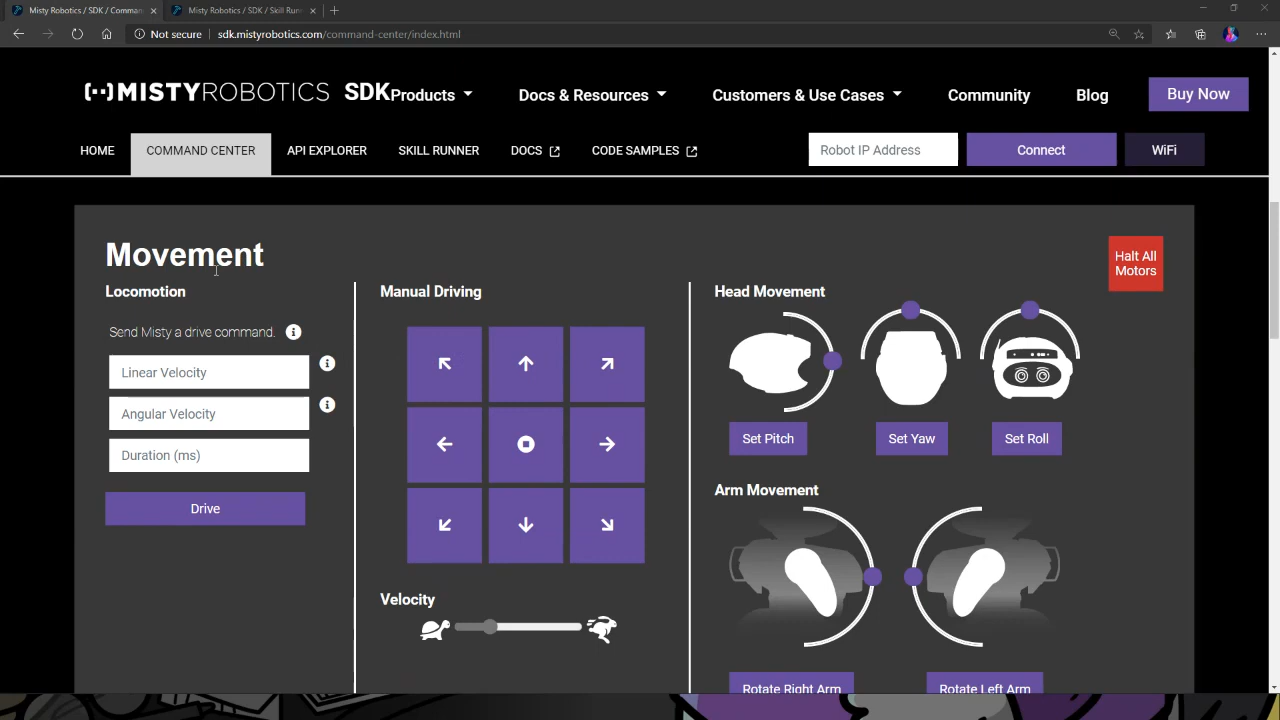 Misty Robotics / SDK / Comman
Misty Robotics / SDK / Skill Runn
Not secure
sdk.mistyrobotics.com/command-center/index.html
MISTYROBOTICS SDK
Products
Docs & Resources
Customers & Use Cases
Community
Blog
Buy Now
HOME
COMMAND CENTER
API EXPLORER
SKILL RUNNER
DOCS
CODE SAMPLES
Robot IP Address
Connect
WiFi
Movement
Halt All
Motors
Locomotion
Send Misty a drive command.
Linear Velocity
Angular Velocity
Duration (ms)
Drive
Manual Driving
Velocity
Head Movement
Set Pitch
Set Yaw
Set Roll
Arm Movement
Rotate Right Arm
Rotate Left Arm